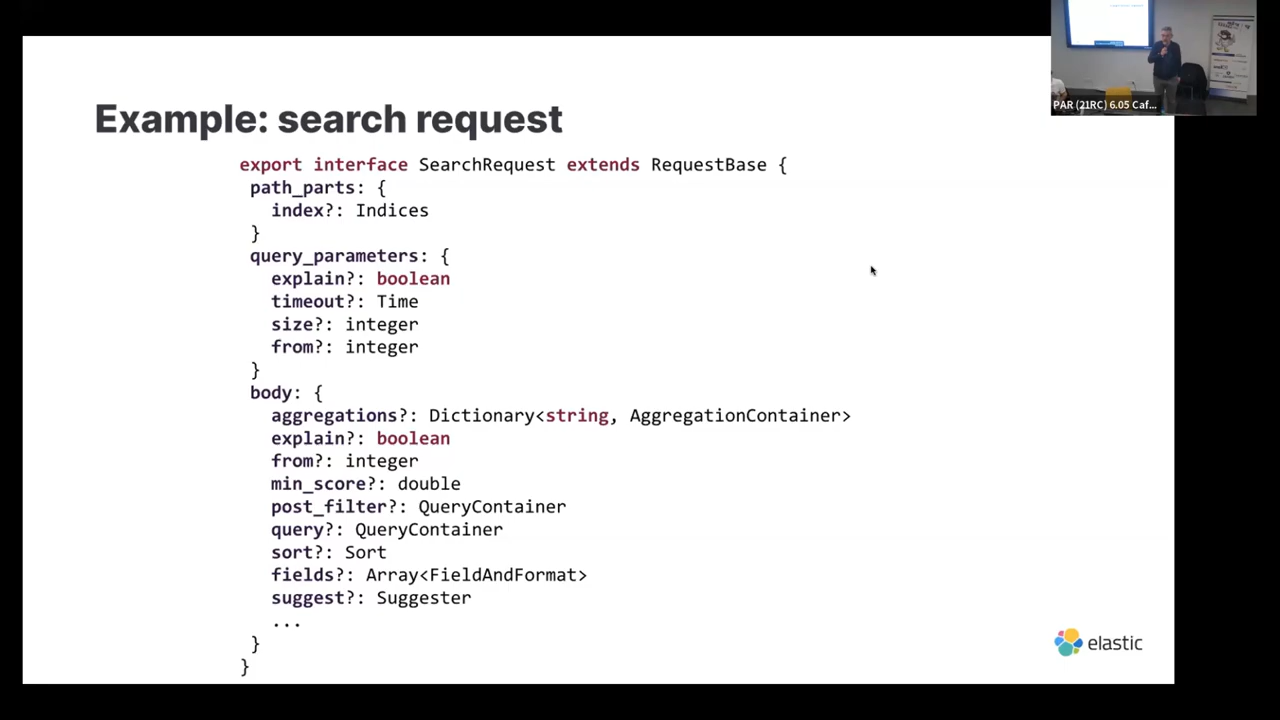 Example: search request
export interface SearchRequest extends RequestBase {
path_parts: {
index?: Indices
}
query_parameters: {
explain?: boolean
timeout?: Time
size?: integer
from?: integer
}
body: {
aggregations?: Dictionary<string, AggregationContainer>
explain?: boolean
from?: integer
min_score?: double
post_filter?: QueryContainer
query?: QueryContainer
sort?: Sort
fields?: Array<FieldAndFormat>
suggest?: Suggester
...
}
}
elastic
PAR (21RC) 6.05 Caf...